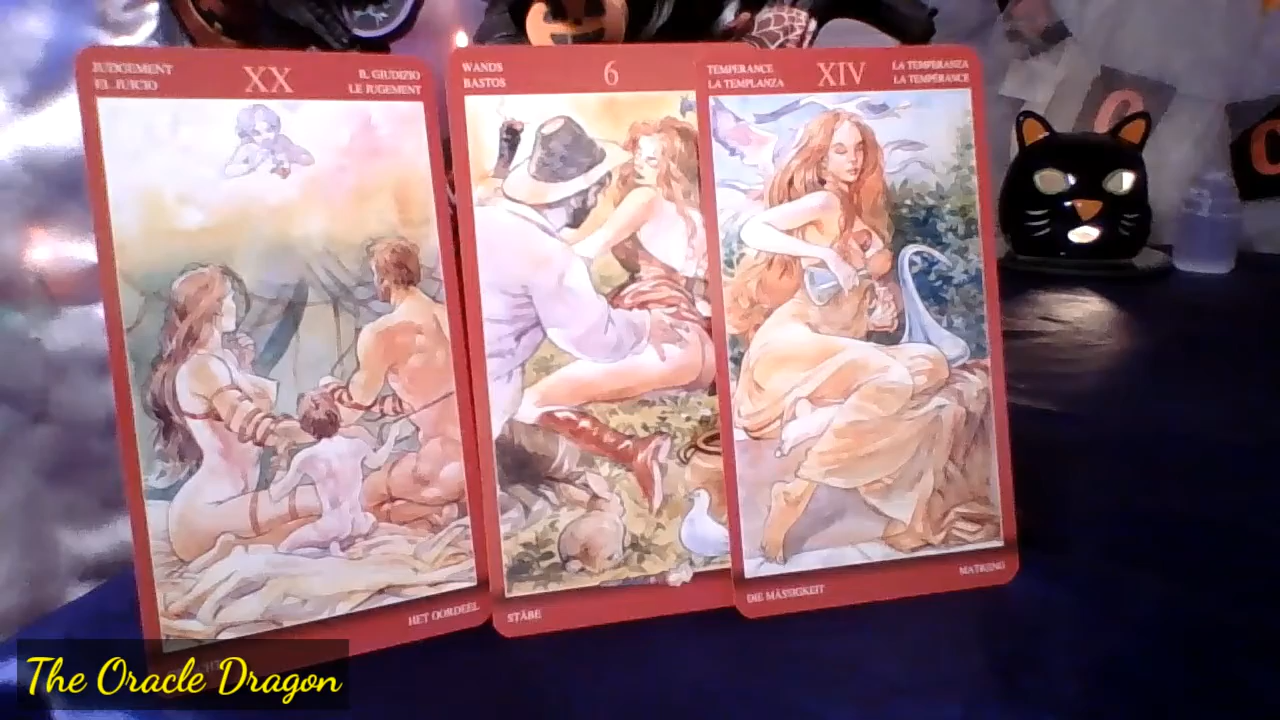 JUDGEMENT
EL JUICIO
XX
IL GIUDIZIO
LE JUGEMENT
HET OORDEEL
WANDS
BASTOS
6
STÄBE
TEMPERANCE
LA TEMPLANZA
XIV
LA TEMPERANZA
LA TEMPÉRANCE
DIE MÄSSIGKEIT
MATIGING
The Oracle Dragon